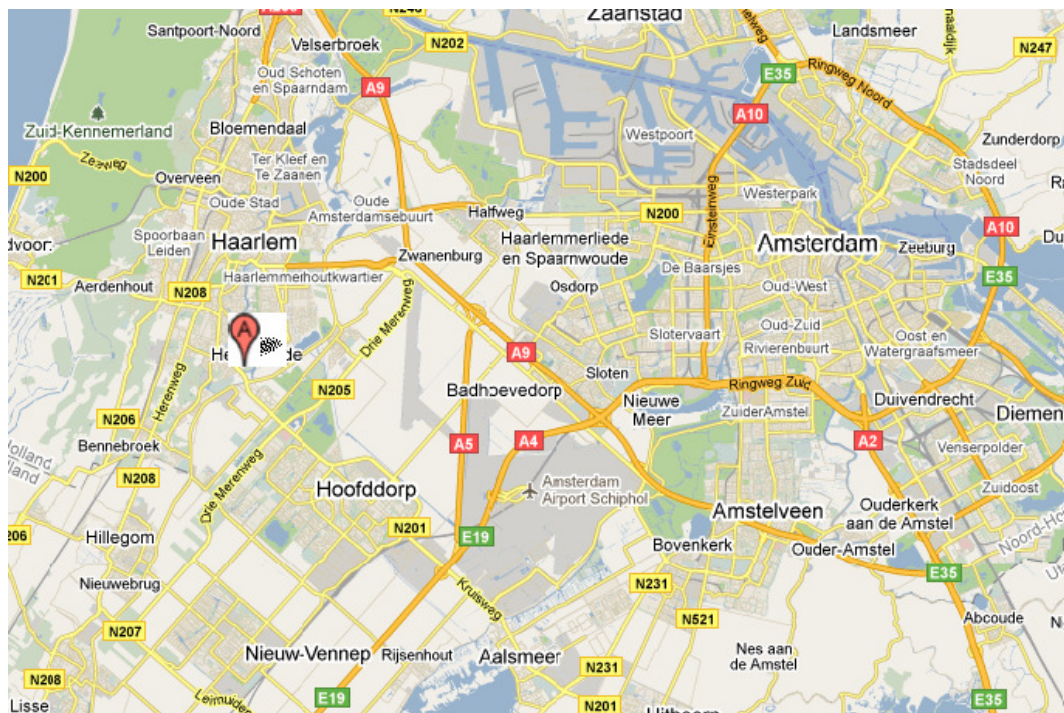 Zaanstad
N246
Santpoort-Noord
Velserbroek
N202
Landsmeer
N247
E35
Ringweg Noord
Oud Schoten
en Spaarndam
A9
A10
Zuid-Kennemerland
Bloemendaal
Westpoort
Zunderdorp
Zeeweg
Ter Kleef en
Te Zaanen
Stadsdeel
Noord
N200
Overveen
Oude Stad
Einsteinweg
Westerpark
Oude
Amsterdamsebuurt
Halfweg
N200
A10
Spoorbaan
Leiden
Haarlem
Haarlemmerliede
en Spaarnwoude
Amsterdam
Zeeburg
Zwanenburg
De Baarsjes
N201
Haarlemmerhoutkwartier
E35
Aerdenhout
N208
Osdorp
Oud-West
Drie Merenweg
A
Slotervaart
Oud-Zuid
Oost en
Watergraafsmeer
Rivierenbuurt
A9
Sloten
Herenweg
N205
Badhoevedorp
Ringweg Zuid
Nieuwe
Meer
Duivendrecht
ZuiderAmstel
Diemen
N206
Bennebroek
A5
A4
A2
Venserpolder
N208
Drie Merenweg
Hoofddorp
Amsterdam
Airport Schiphol
Zuidoost
Amstelveen
Ouderkerk
aan de Amstel
N201
E19
Hillegom
Bovenkerk
Ouder-Amstel
Nieuwebrug
Kruisweg
N231
E35
N207
N521
Abcoude
Nieuw-Vennep
Rijsenhout
Aalsmeer
Nes aan
de Amstel
N208
N231
Lisse
E19
N201
E35